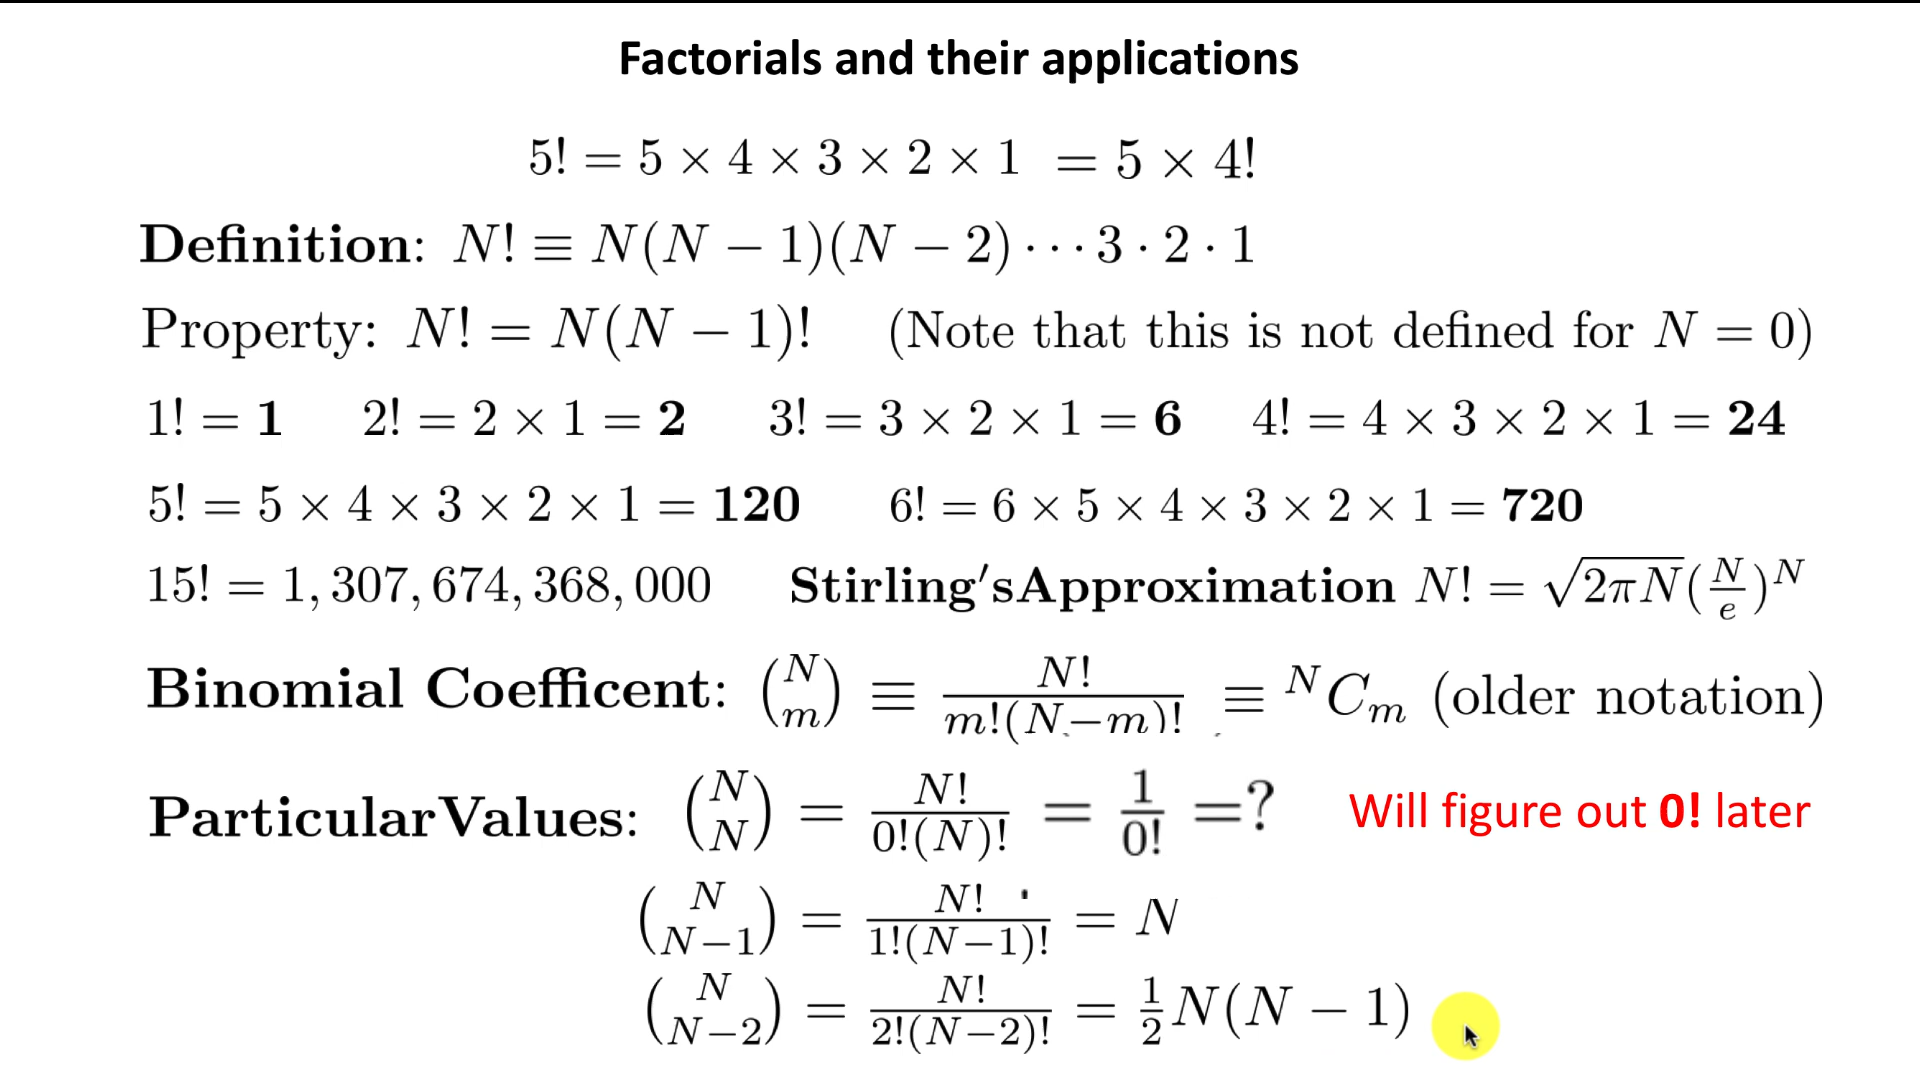 Factorials and their applications
5! = 5 × 4 × 3 × 2 × 1 = 5 × 4!
Definition: N! ≡ N(N − 1)(N − 2) · · · 3 · 2 · 1
Property: N! = N(N − 1)! (Note that this is not defined for N = 0)
1! = 1 2! = 2 × 1 = 2 3! = 3 × 2 × 1 = 6 4! = 4 × 3 × 2 × 1 = 24
5! = 5 × 4 × 3 × 2 × 1 = 120 6! = 6 × 5 × 4 × 3 × 2 × 1 = 720
15! = 1, 307, 674, 368, 000 Stirling′sApproximation N! = √2πN(N/e)^N
Binomial Coefficent: (N m) ≡ N!/m!(N−m)! ≡ ^N C_m (older notation)
ParticularValues: (N N) = N!/0!(N)! = 1/0! =? Will figure out 0! later
(N N−1) = N!/1!(N−1)! = N
(N N−2) = N!/2!(N−2)! = 1/2 N(N − 1)